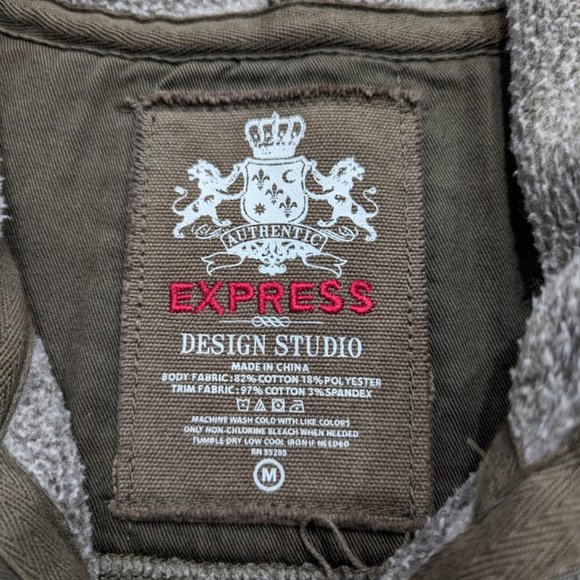 AUTHENTIC
EXPRESS
DESIGN STUDIO
MADE IN CHINA
BODY FABRIC: 82% COTTON 18% POLYESTER
TRIM FABRIC: 97% COTTON 3% SPANDEX
MACHINE WASH COLD WITH LIKE COLORS
ONLY NON-CHLORINE BLEACH WHEN NEEDED
TUMBLE DRY LOW COOL IRON IF NEEDED
RN 55285
M